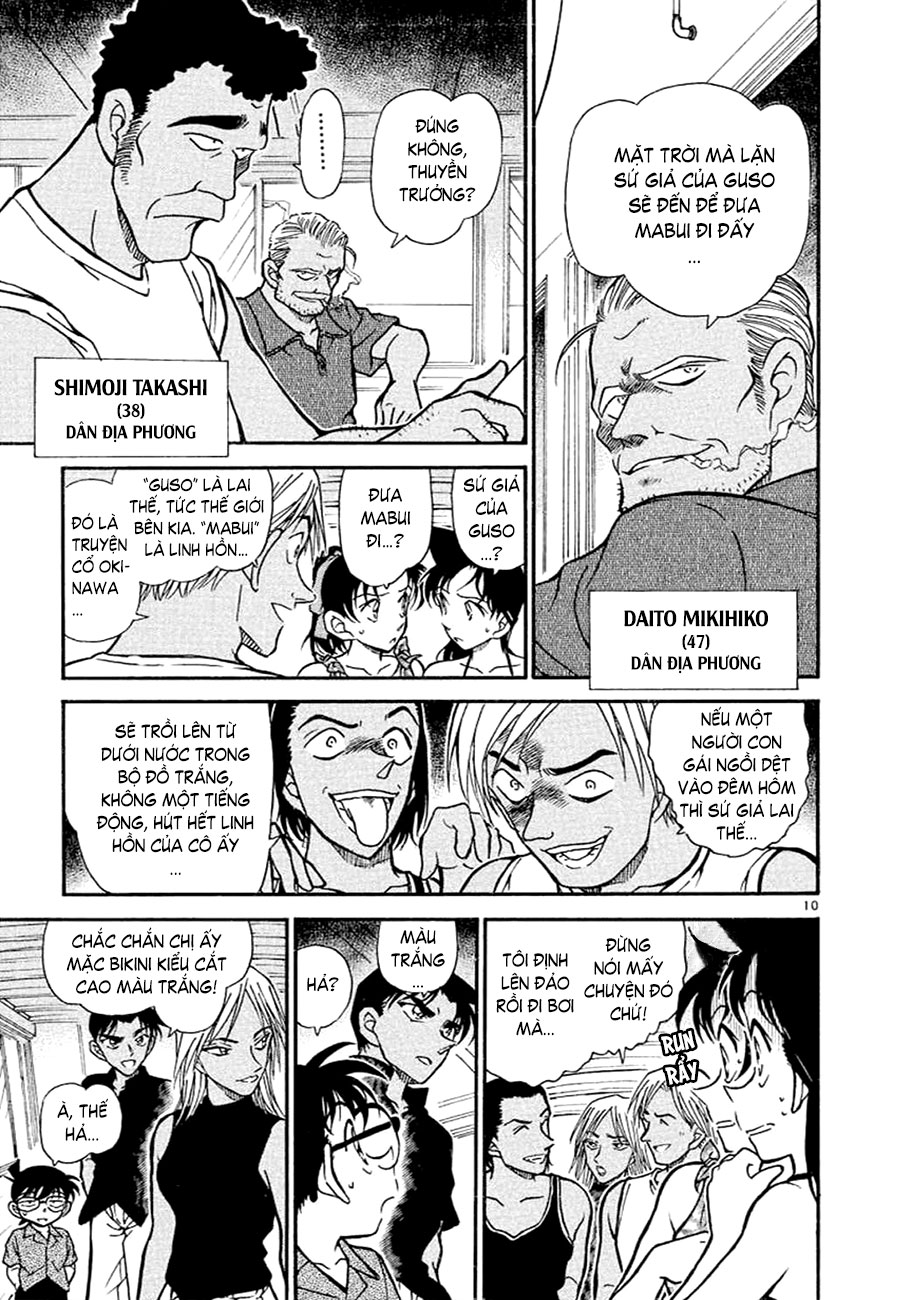 MẶT TRỜI MÀ LẶN
SỨ GIẢ CỦA GUSO
SẼ ĐẾN ĐỂ ĐƯA
MABUI ĐI ĐẤY
...
DAITO MIKIHIKO
(47)
DÂN ĐỊA PHƯƠNG
ĐÚNG
KHÔNG,
THUYỀN
TRƯỞNG?
........
SHIMOJI TAKASHI
(38)
DÂN ĐỊA PHƯƠNG
SỨ GIẢ
CỦA
GUSO
...?
ĐƯA
MABUI
ĐI...?
"GUSO" LÀ LAI
THẾ, TỨC THẾ GIỚI
BÊN KIA. "MABUI"
LÀ LINH HỒN...
ĐÓ LÀ
TRUYỆN
CỔ OKI-
NAWA
...
NẾU MỘT
NGƯỜI CON
GÁI NGỒI DỆT
VÀO ĐÊM HÔM
THÌ SỨ GIẢ LAI
THẾ...
SẼ TRỒI LÊN TỪ
DƯỚI NƯỚC TRONG
BỘ ĐỒ TRẮNG,
KHÔNG MỘT TIẾNG
ĐỘNG, HÚT HẾT LINH
HỒN CỦA CÔ ẤY
...
10
ĐỪNG
NÓI MẤY
CHUYỆN ĐÓ
CHỨ!
RUN
RẨY
TÔI ĐỊNH
LÊN ĐẢO
RỒI ĐI BƠI
MÀ...
MÀU
TRẮNG
...
HẢ?
CHẮC CHẮN CHỊ ẤY
MẶC BIKINI KIỂU CẮT
CAO MÀU TRẮNG!
À, THẾ
HẢ...